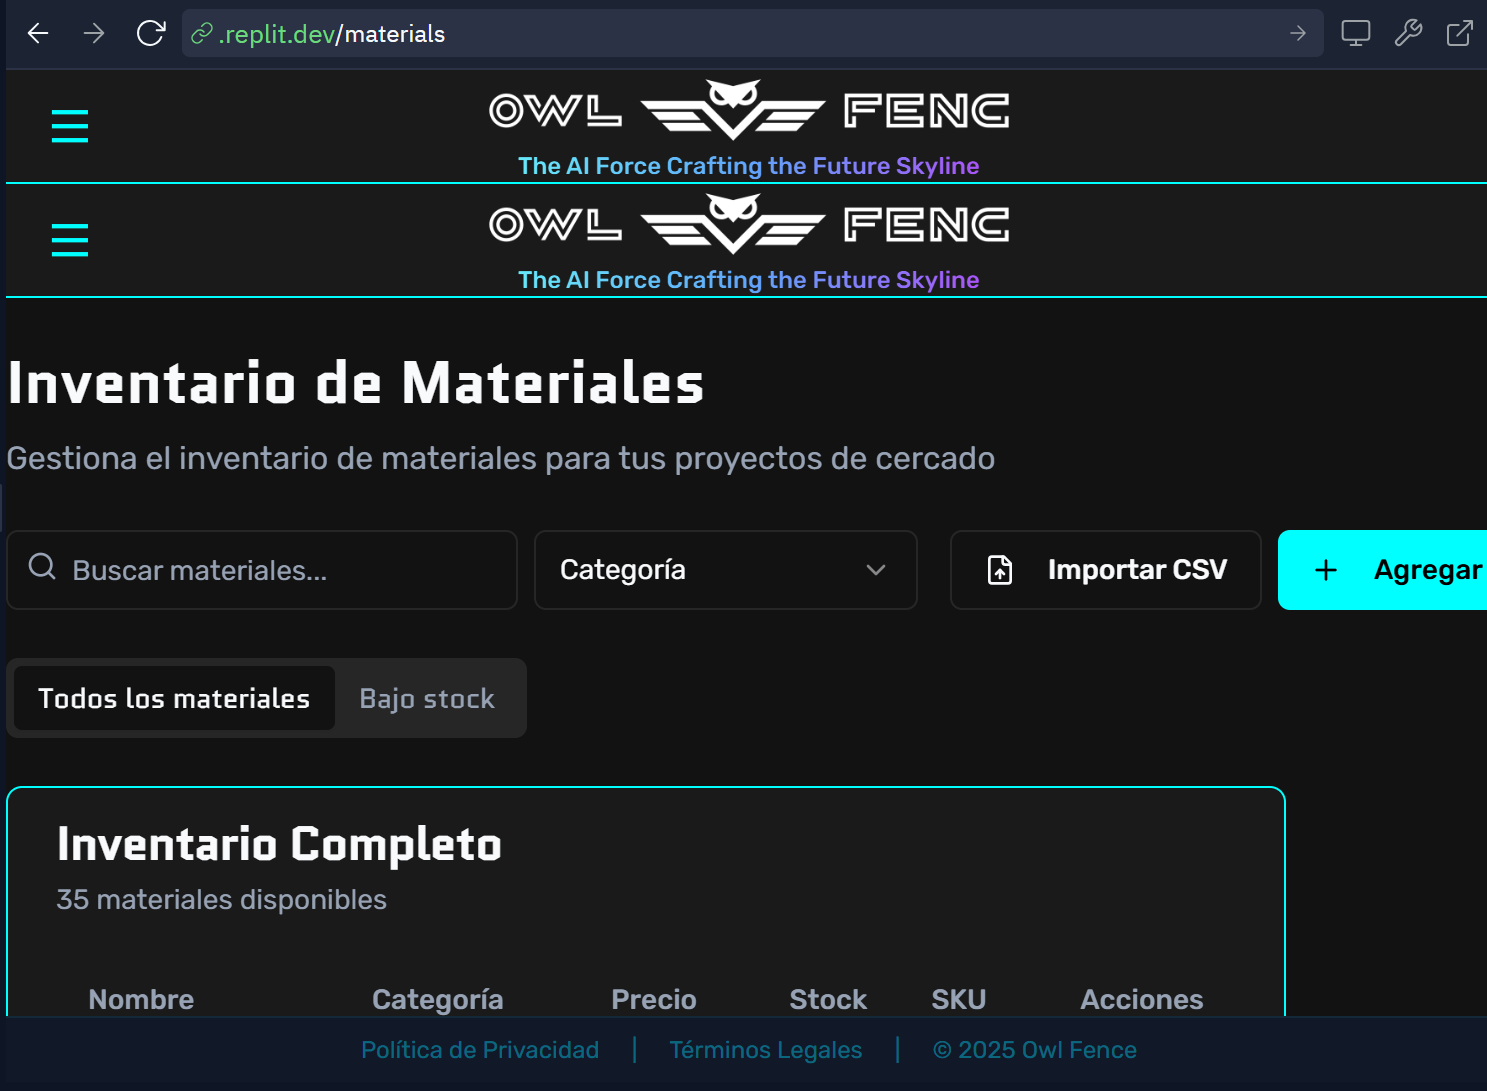 .replit.dev/materials
OWL FENC
The AI Force Crafting the Future Skyline
OWL FENC
The AI Force Crafting the Future Skyline
Inventario de Materiales
Gestiona el inventario de materiales para tus proyectos de cercado
Buscar materiales... Categoría Importar CSV + Agregar
Todos los materiales Bajo stock
Inventario Completo
35 materiales disponibles
Nombre Categoría Precio Stock SKU Acciones
Política de Privacidad | Términos Legales | © 2025 Owl Fence